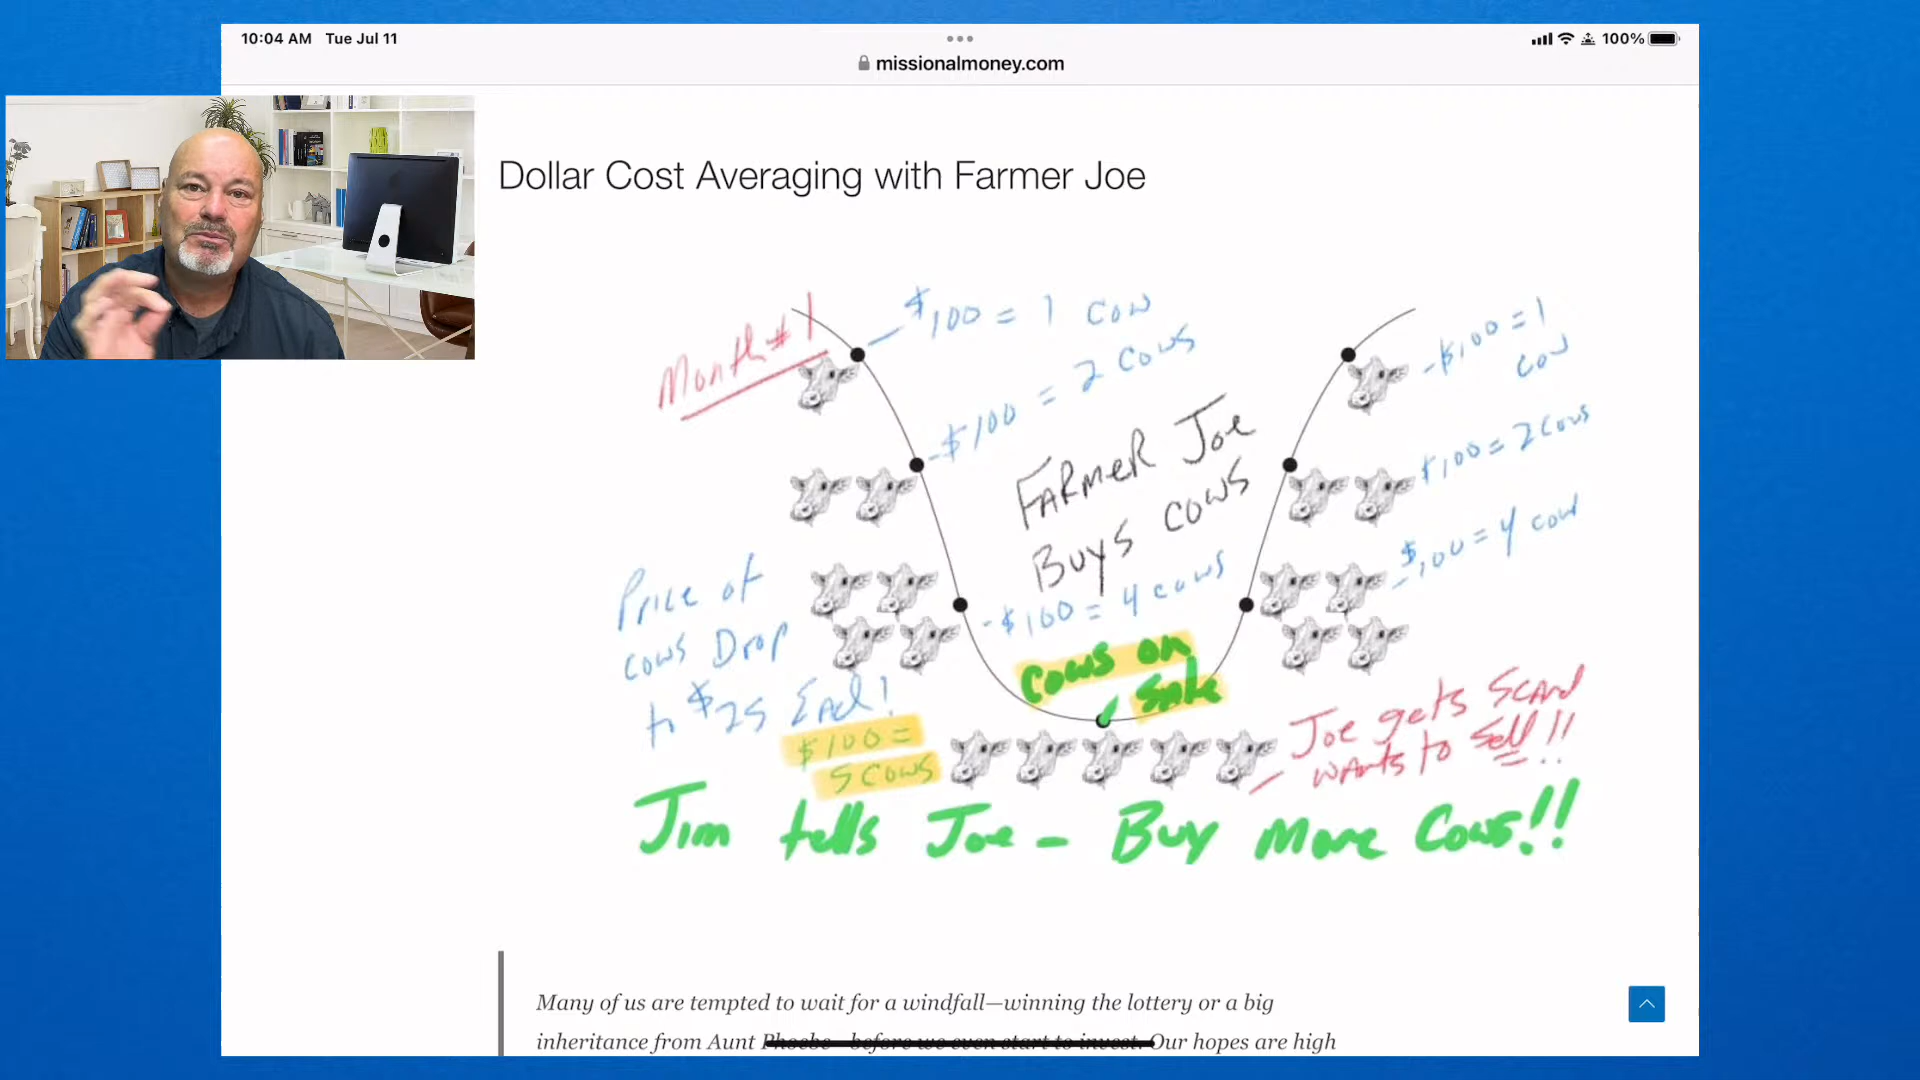 10:04 AM Tue Jul 11
100%
missionalmoney.com
Dollar Cost Averaging with Farmer Joe
Month #1
$100 = 1 Cow
-$100 = 2 Cows
-$100 = 1
Cow
$100 = 2 Cows
Farmer Joe
Buys Cows
-$100 = 4 cow
Price of
cows Drop
to $25 Each!
-$100 = 4 cows
Cows on
Sale
$100 =
5 Cows
Joe gets Scard
- wants to Sell!!
Jim tells Joe - Buy More Cows!!
Many of us are tempted to wait for a windfall—winning the lottery or a big
inheritance from Aunt Phoebe—before we even start to invest. Our hopes are high